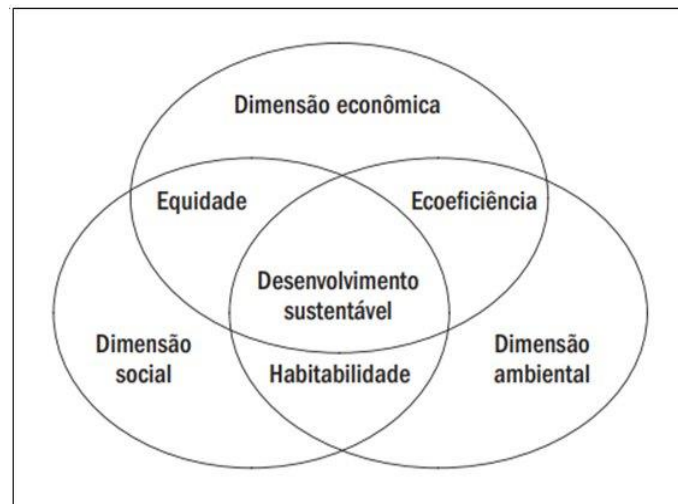 Dimensão econômica
Equidade
Ecoeficiência
Desenvolvimento
sustentável
Dimensão
social
Habitabilidade
Dimensão
ambiental